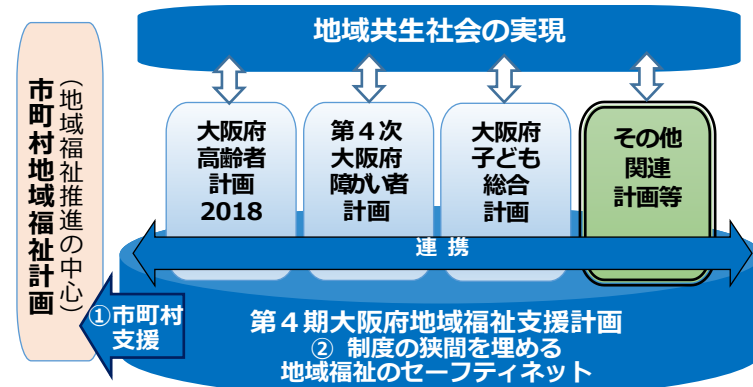 地域共生社会の実現
(地域福祉推進の中心)
市町村地域福祉計画
大阪府
高齢者
計画
2018
第４次
大阪府
障がい者
計画
大阪府
子ども
総合
計画
その他
関連
計画等
連 携
①市町村
支援
第４期大阪府地域福祉支援計画
② 制度の狭間を埋める
地域福祉のセーフティネット